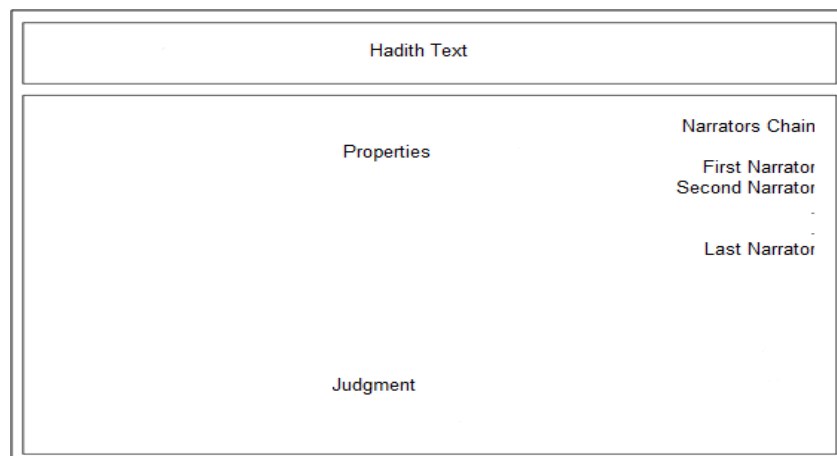 Hadith Text
Narrators Chain
Properties
First Narrator
Second Narrator
.
.
Last Narrator
Judgment